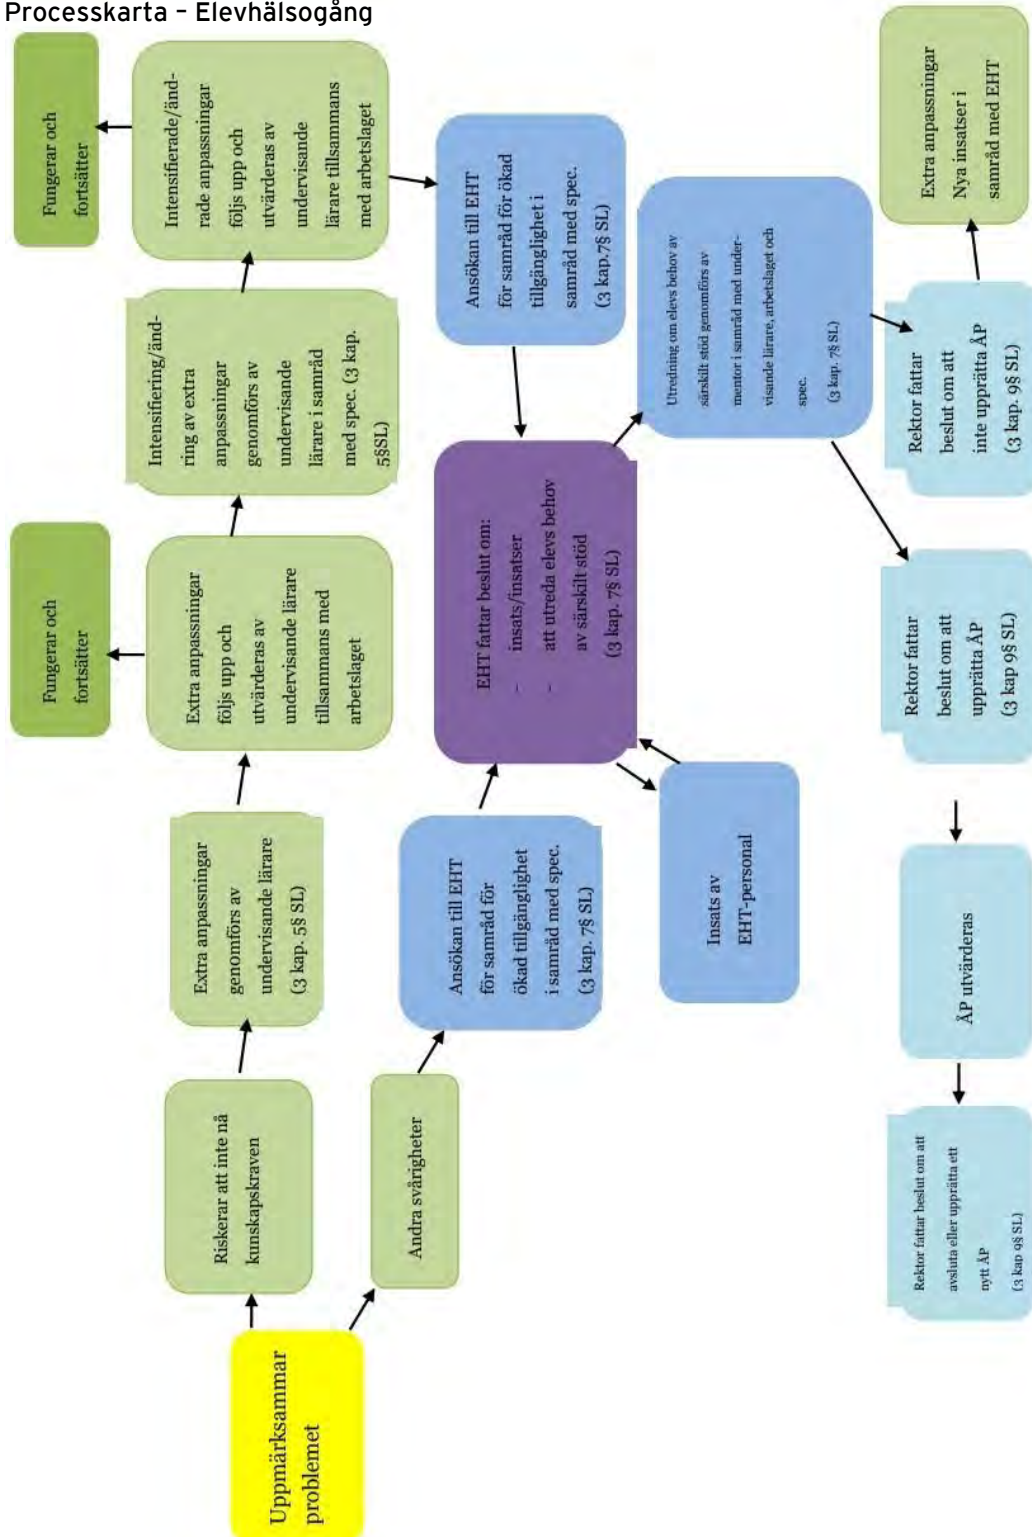 Processkarta – Elevhälsogång
Uppmärksammar
problemet
Riskerar att inte nå
kunskapskraven
Extra anpassningar
genomförs av
undervisande lärare
(3 kap. 5§ SL)
Extra anpassningar
följs upp och
utvärderas av
undervisande lärare
tillsammans med
arbetslaget
Fungerar och
fortsätter
Intensifiering/änd-
ring av extra
anpassningar
genomförs av
undervisande
lärare i samråd
med spec. (3 kap.
5§SL)
Intensifierade/änd-
rade anpassningar
följs upp och
utvärderas av
undervisande
lärare tillsammans
med arbetslaget
Fungerar och
fortsätter
Andra svårigheter
Ansökan till EHT
för samråd för
ökad tillgänglighet
i samråd med spec.
(3 kap. 7§ SL)
EHT fattar beslut om:
- insats/insatser
- att utreda elevs behov
av särskilt stöd
(3 kap. 7§ SL)
Ansökan till EHT
för samråd för ökad
tillgänglighet i
samråd med spec.
(3 kap.7§ SL)
Insats av
EHT-personal
Utredning om elevs behov av
särskilt stöd genomförs av
mentor i samråd med under-
visande lärare, arbetslaget och
spec.
(3 kap. 7§ SL)
Rektor fattar beslut om att
avsluta eller upprätta ett
nytt ÅP
(3 kap 9§ SL)
ÅP utvärderas
Rektor fattar
beslut om att
upprätta ÅP
(3 kap 9§ SL)
Rektor fattar
beslut om att
inte upprätta ÅP
(3 kap. 9§ SL)
Extra anpassningar
Nya insatser i
samråd med EHT